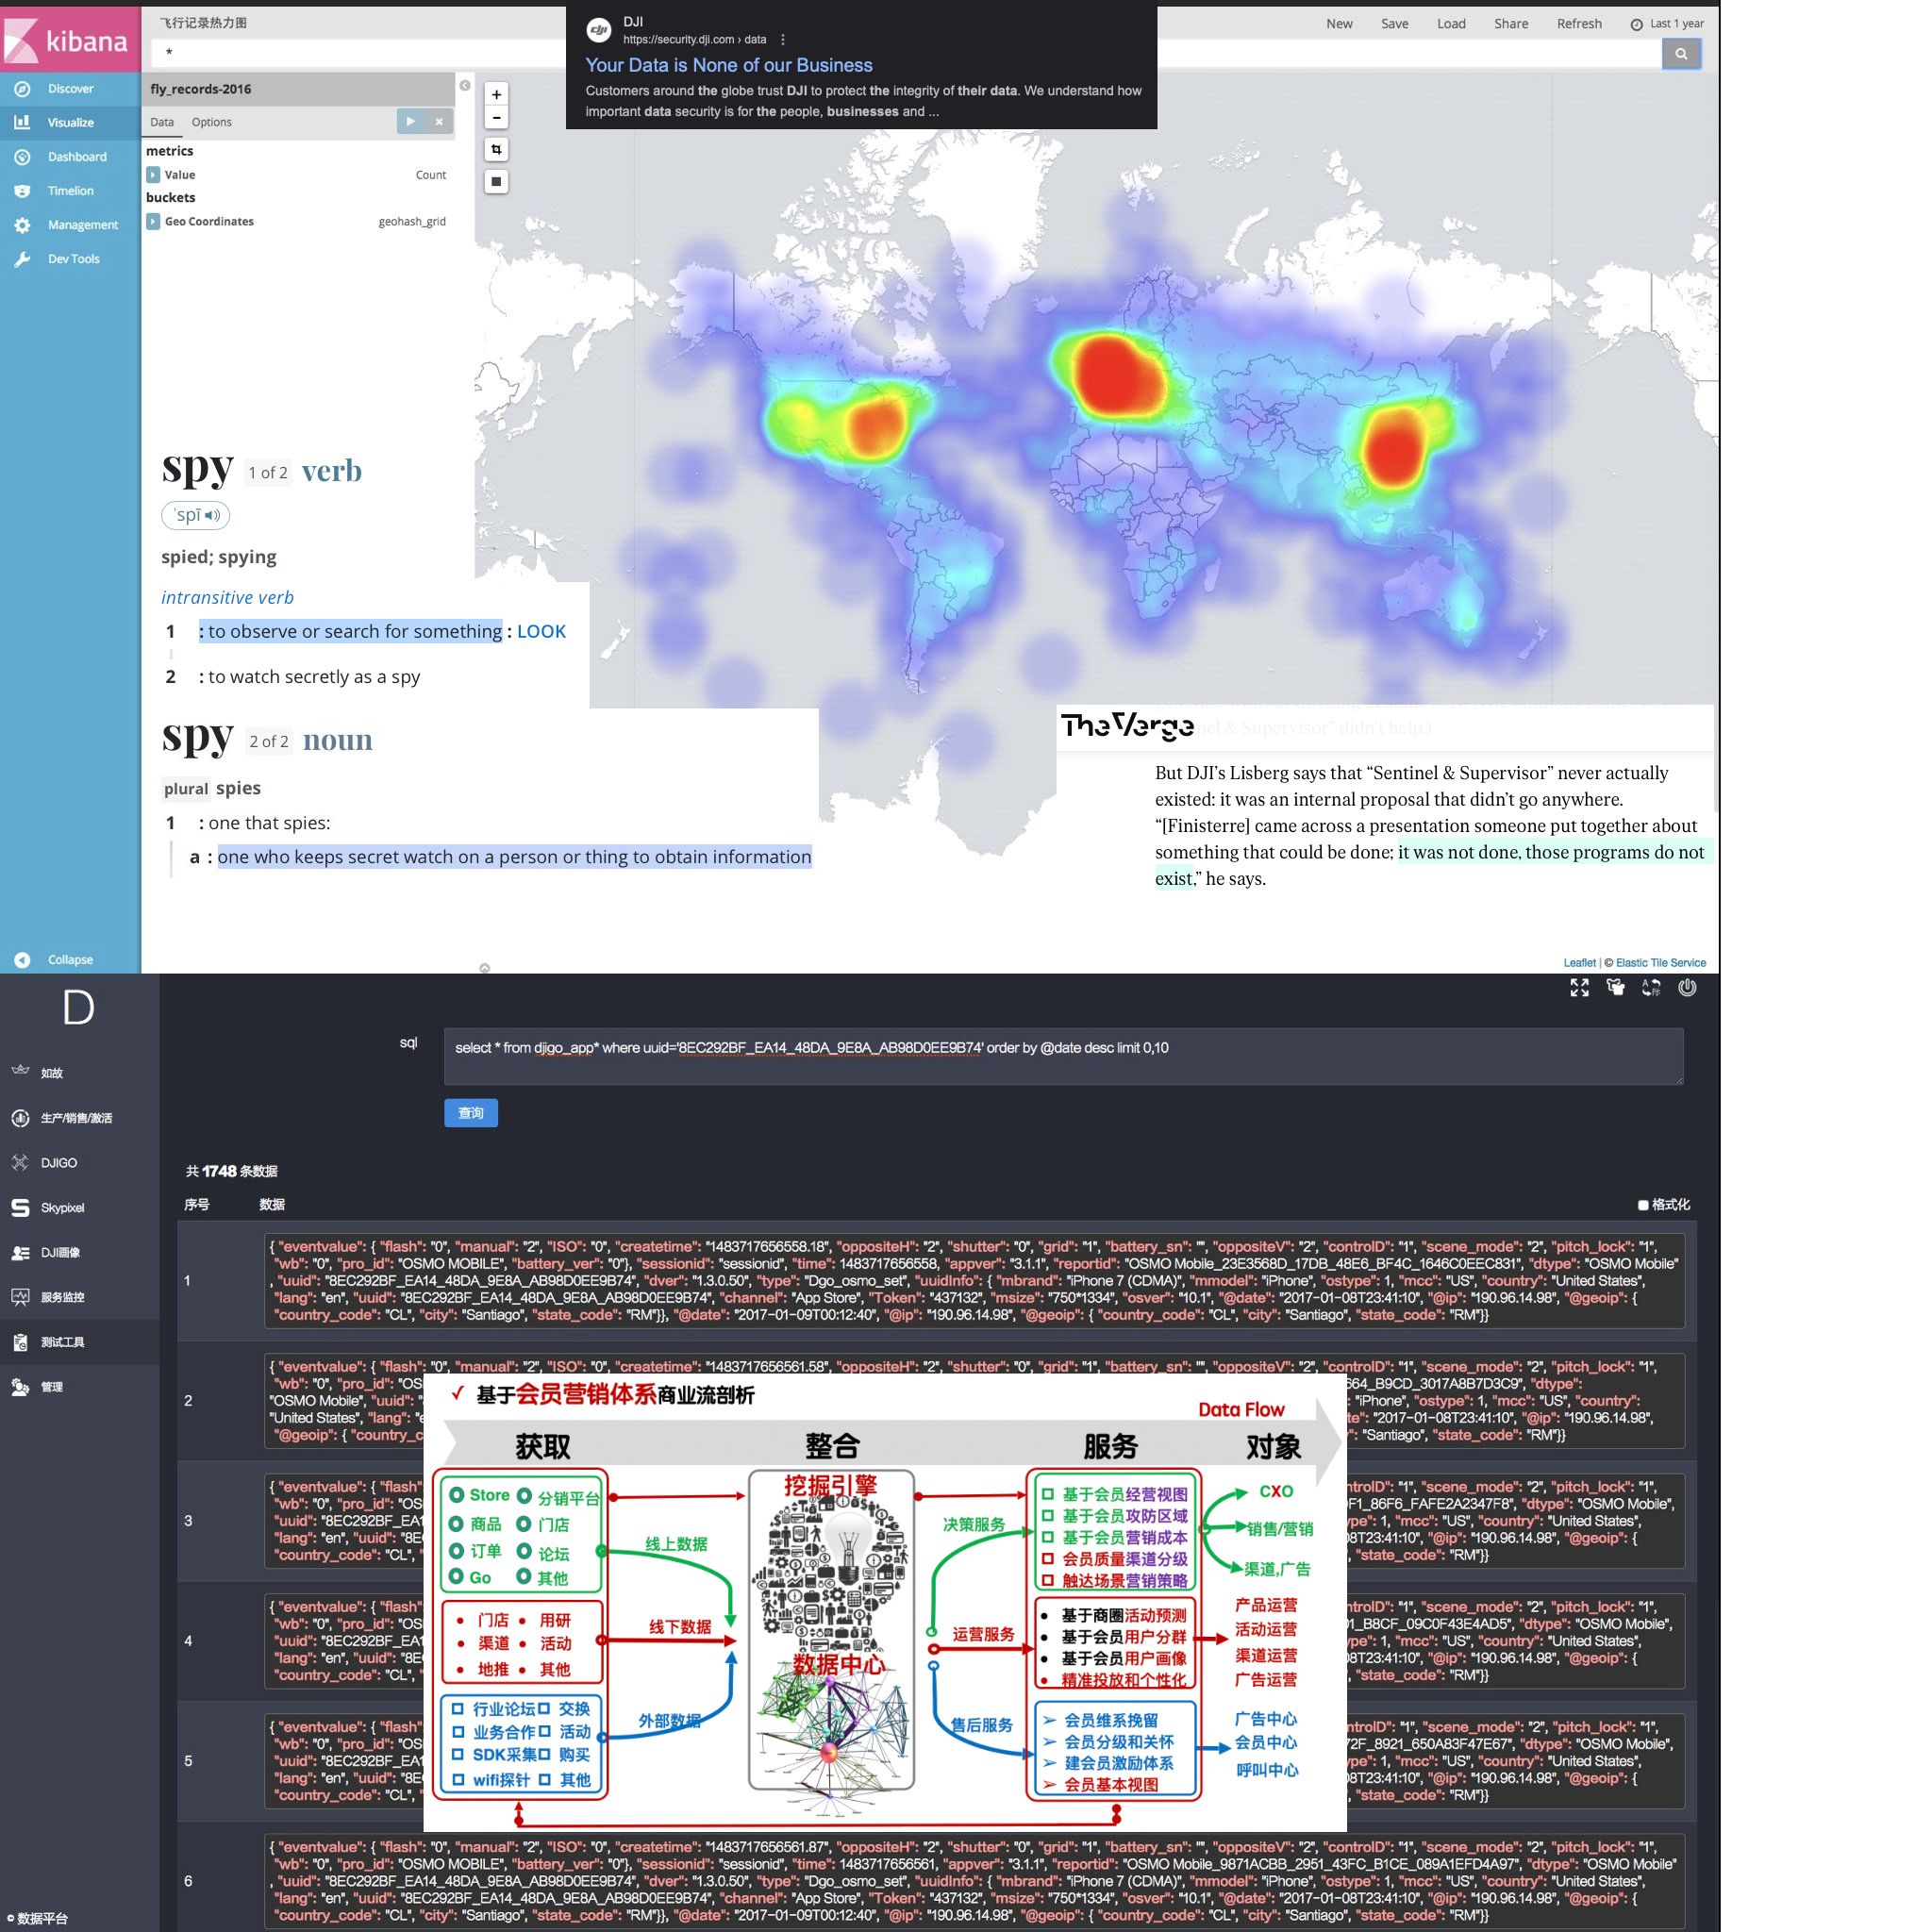 kibana
Discover
Visualize
Dashboard
Timelion
Management
Dev Tools
Collapse
飞行记录热力图
*
New Save Load Share Refresh Last 1 year
fly_records-2016
Data Options
metrics
Value Count
buckets
Geo Coordinates geohash_grid
+
-
dji
DJI
https://security.dji.com › data
Your Data is None of our Business
Customers around the globe trust DJI to protect the integrity of their data. We understand how
important data security is for the people, businesses and ...
spy 1 of 2 verb
ˈspī
spied; spying
intransitive verb
1 : to observe or search for something : LOOK
2 : to watch secretly as a spy
spy 2 of 2 noun
plural spies
1 : one that spies:
a : one who keeps secret watch on a person or thing to obtain information
The Verge
nel & Supervisor” didn’t help.)
But DJI’s Lisberg says that “Sentinel & Supervisor” never actually
existed: it was an internal proposal that didn’t go anywhere.
“[Finisterre] came across a presentation someone put together about
something that could be done; it was not done, those programs do not
exist,” he says.
Leaflet | © Elastic Tile Service
D
如故
生产/销售/激活
DJIGO
Skypixel
DJI画像
服务监控
测试工具
管理
© 数据平台
sql
select * from djigo_app* where uuid='8EC292BF_EA14_48DA_9E8A_AB98D0EE9B74' order by @date desc limit 0,10
查询
共 1748 条数据
序号 数据 格式化
1
{ "eventvalue": { "flash": "0", "manual": "2", "ISO": "0", "createtime": "1483717656558.18", "oppositeH": "2", "shutter": "0", "grid": "1", "battery_sn": "", "oppositeV": "2", "controlD": "1", "scene_mode": "2", "pitch_lock": "1",
"wb": "0", "pro_id": "OSMO MOBILE", "battery_ver": "0"}, "sessionid": "sessionid", "time": 1483717656558, "appver": "3.1.1", "reportid": "OSMO Mobile_23E3568D_17DB_48E6_BF4C_1646C0EEC831", "dtype": "OSMO Mobile"
, "uuid": "8EC292BF_EA14_48DA_9E8A_AB98D0EE9B74", "dver": "1.3.0.50", "type": "Dgo_osmo_set", "uuidInfo": { "mbrand": "iPhone 7 (CDMA)", "mmodel": "iPhone", "ostype": 1, "mcc": "US", "country": "United States",
"lang": "en", "uuid": "8EC292BF_EA14_48DA_9E8A_AB98D0EE9B74", "channel": "App Store", "Token": "437132", "msize": "750*1334", "osver": "10.1", "@date": "2017-01-08T23:41:10", "@ip": "190.96.14.98", "@geoip": {
"country_code": "CL", "city": "Santiago", "state_code": "RM"}}, "@date": "2017-01-09T00:12:40", "@ip": "190.96.14.98", "@geoip": { "country_code": "CL", "city": "Santiago", "state_code": "RM"}}
2
{ "eventvalue": { "flash": "0", "manual": "2", "ISO": "0", "createtime": "1483717656561.58", "oppositeH": "2", "shutter": "0", "grid": "1", "battery_sn": "", "oppositeV": "2", "controlD": "1", "scene_mode": "2", "pitch_lock": "1",
"wb": "0", "pro_id": "OS 664_B9CD_3017A8B7D3C9", "dtype":
"OSMO Mobile", "uuid": " : "iPhone", "ostype": 1, "mcc": "US", "country":
"United States", "lang": "e te": "2017-01-08T23:41:10", "@ip": "190.96.14.98",
"@geoip": { "country_c ": "Santiago", "state_code": "RM"}}
3
{ "eventvalue": { "flash" ntrolD": "1", "scene_mode": "2", "pitch_lock": "1",
"wb": "0", "pro_id": "OS F1_86F6_FAFE2A2347F8", "dtype": "OSMO Mobile",
"uuid": "8EC292BF_EA1 pe": 1, "mcc": "US", "country": "United States",
"lang": "en", "uuid": "8E 08T23:41:10", "@ip": "190.96.14.98", "@geoip": {
"country_code": "CL", " , "state_code": "RM"}}
4
{ "eventvalue": { "flash" ntrolD": "1", "scene_mode": "2", "pitch_lock": "1",
"wb": "0", "pro_id": "OS 01_B8CF_09C0F43E4AD5", "dtype": "OSMO Mobile",
"uuid": "8EC292BF_EA1 pe": 1, "mcc": "US", "country": "United States",
"lang": "en", "uuid": "8E 08T23:41:10", "@ip": "190.96.14.98", "@geoip": {
"country_code": "CL", " , "state_code": "RM"}}
5
{ "eventvalue": { "flash" ntrolD": "1", "scene_mode": "2", "pitch_lock": "1",
"wb": "0", "pro_id": "OS 72F_8921_650A83F47E67", "dtype": "OSMO Mobile",
"uuid": "8EC292BF_EA1 pe": 1, "mcc": "US", "country": "United States",
"lang": "en", "uuid": "8E 08T23:41:10", "@ip": "190.96.14.98", "@geoip": {
"country_code": "CL", " , "state_code": "RM"}}
6
{ "eventvalue": { "flash": "0", "manual": "2", "ISO": "0", "createtime": "1483717656561.87", "oppositeH": "2", "shutter": "0", "grid": "1", "battery_sn": "", "oppositeV": "2", "controlD": "1", "scene_mode": "2", "pitch_lock": "1",
"wb": "0", "pro_id": "OSMO MOBILE", "battery_ver": "0"}, "sessionid": "sessionid", "time": 1483717656561, "appver": "3.1.1", "reportid": "OSMO Mobile_9871ACBB_2951_43FC_B1CE_089A1EFD4A97", "dtype": "OSMO Mobile"
, "uuid": "8EC292BF_EA14_48DA_9E8A_AB98D0EE9B74", "dver": "1.3.0.50", "type": "Dgo_osmo_set", "uuidInfo": { "mbrand": "iPhone 7 (CDMA)", "mmodel": "iPhone", "ostype": 1, "mcc": "US", "country": "United States",
"lang": "en", "uuid": "8EC292BF_EA14_48DA_9E8A_AB98D0EE9B74", "channel": "App Store", "Token": "437132", "msize": "750*1334", "osver": "10.1", "@date": "2017-01-08T23:41:10", "@ip": "190.96.14.98", "@geoip": {
"country_code": "CL", "city": "Santiago", "state_code": "RM"}}, "@date": "2017-01-09T00:12:40", "@ip": "190.96.14.98", "@geoip": { "country_code": "CL", "city": "Santiago", "state_code": "RM"}}
✓ 基于会员营销体系商业流剖析
Data Flow
获取 整合 服务 对象
Store 分销平台
商品 门店
订单 论坛
Go 其他
线上数据
门店 用研
渠道 活动
地推 其他
线下数据
行业论坛 交换
业务合作 活动
SDK采集 购买
wifi探针 其他
外部数据
挖掘引擎
数据中心
决策服务
运营服务
售后服务
基于会员经营视图
基于会员攻防区域
基于会员营销成本
会员质量渠道分级
触达场景营销策略
基于商圈活动预测
基于会员用户分群
基于会员用户画像
精准投放和个性化
会员维系挽留
会员分级和关怀
建会员激励体系
会员基本视图
CXO
销售/营销
渠道,广告
产品运营
活动运营
渠道运营
广告运营
广告中心
会员中心
呼叫中心